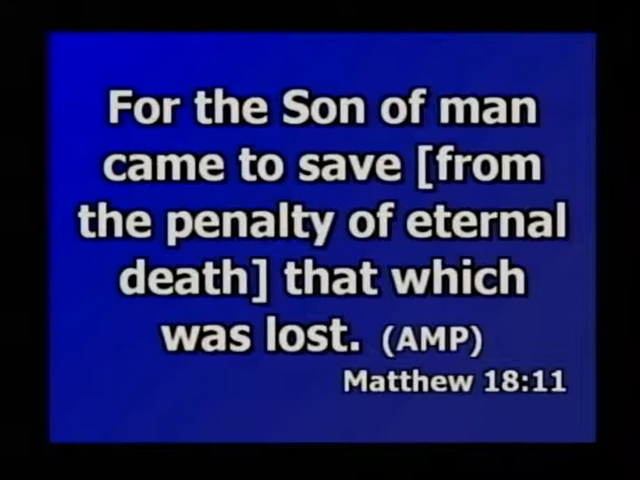 For the Son of man
came to save [from
the penalty of eternal
death] that which
was lost. (AMP)
Matthew 18:11